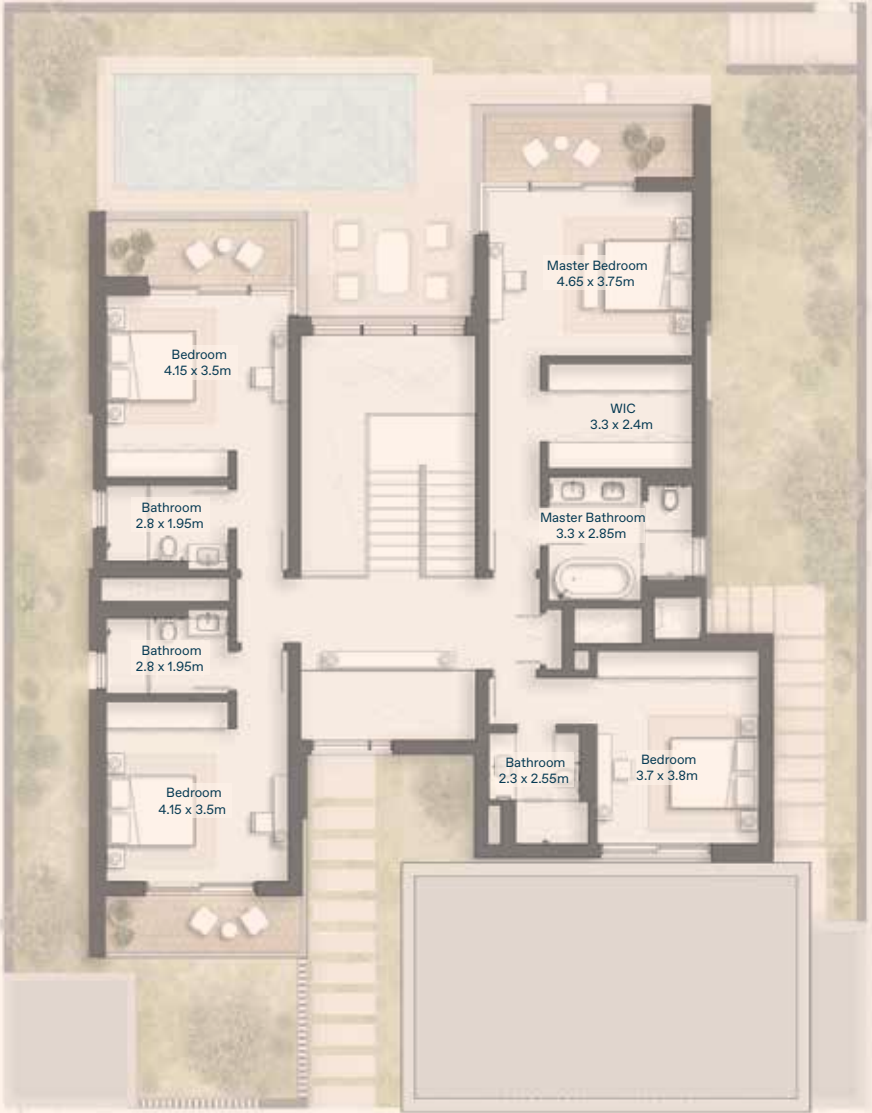 Master Bedroom
4.65 x 3.75m
Bedroom
4.15 x 3.5m
WIC
3.3 x 2.4m
Bathroom
2.8 x 1.95m
Master Bathroom
3.3 x 2.85m
Bathroom
2.8 x 1.95m
Bathroom
2.3 x 2.55m
Bedroom
3.7 x 3.8m
Bedroom
4.15 x 3.5m